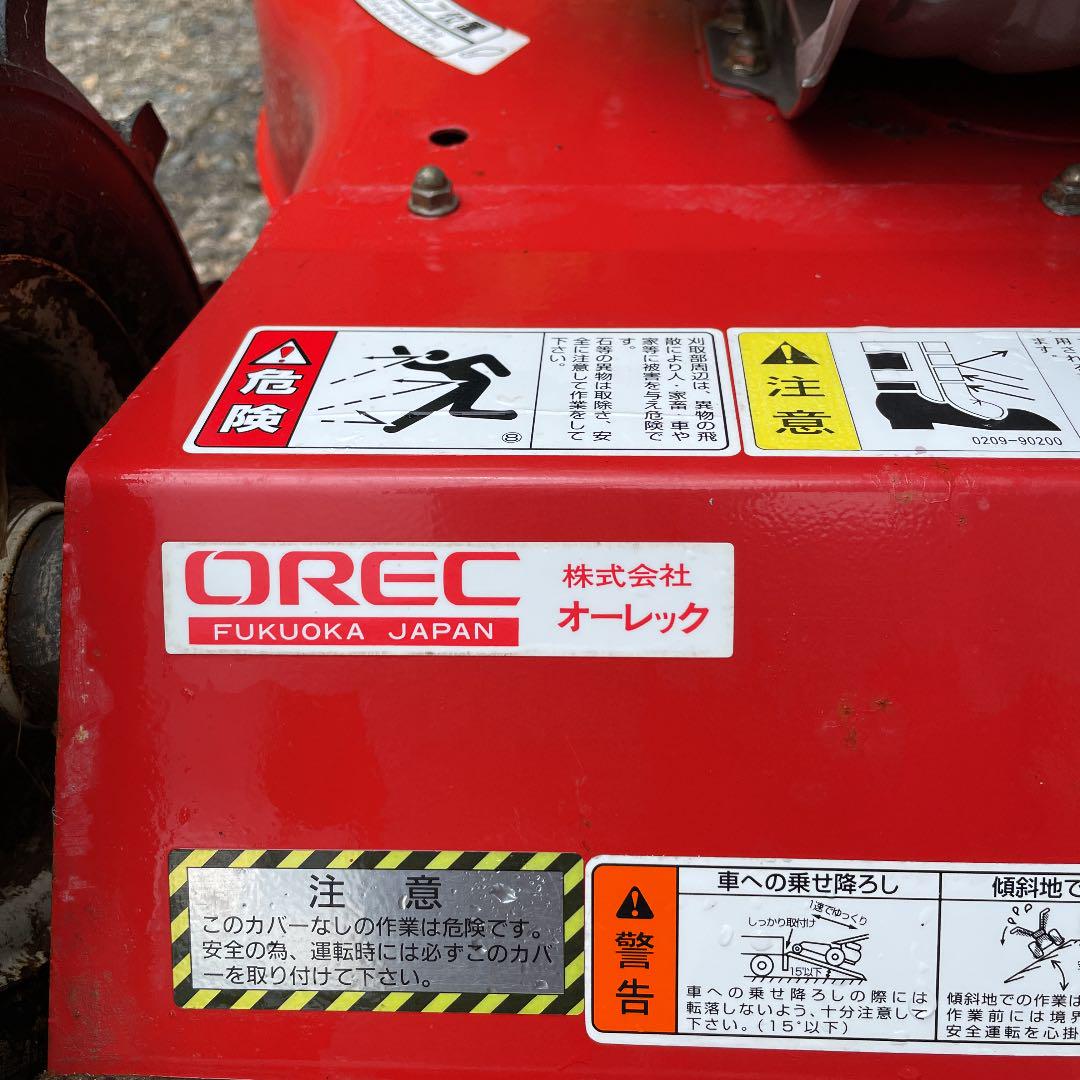 危険
刈取部周辺は、異物の飛
散により人・家畜 車や
家等に被害を与え危険で
す。
石等の異物は取除き、安
全に注意して作業をして
下さい。
⑧
注意
ます。
0209-90200
OREC
FUKUOKA JAPAN
株式会社
オーレック
注意
このカバーなしの作業は危険です。
安全の為、運転時には必ずこのカバ
ーを取り付けて下さい。
警告
車への乗せ降ろし
しっかり取付け
1速でゆっくり
15°以下
車への乗せ降ろしの際には
転落しないよう、十分注意して
下さい。(15°以下)
傾斜地で
傾斜地での作業は
作業前には境界
安全運転を心掛